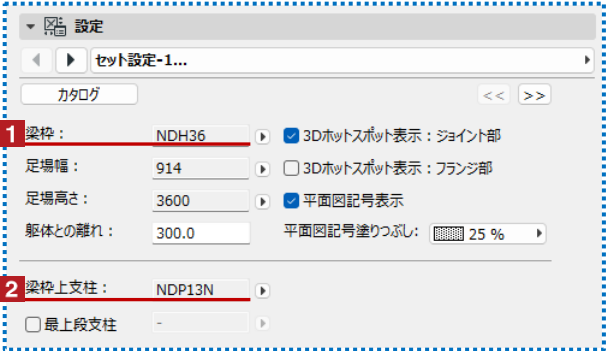 設定
セット設定-1...
カタログ
<< >>
1 梁枠： NDH36 3Dホットスポット表示：ジョイント部
足場幅： 914 3Dホットスポット表示：フランジ部
足場高さ： 3600 平面図記号表示
躯体との離れ： 300.0 平面図記号塗りつぶし: 25 %
2 梁枠上支柱： NDP13N
最上段支柱 -